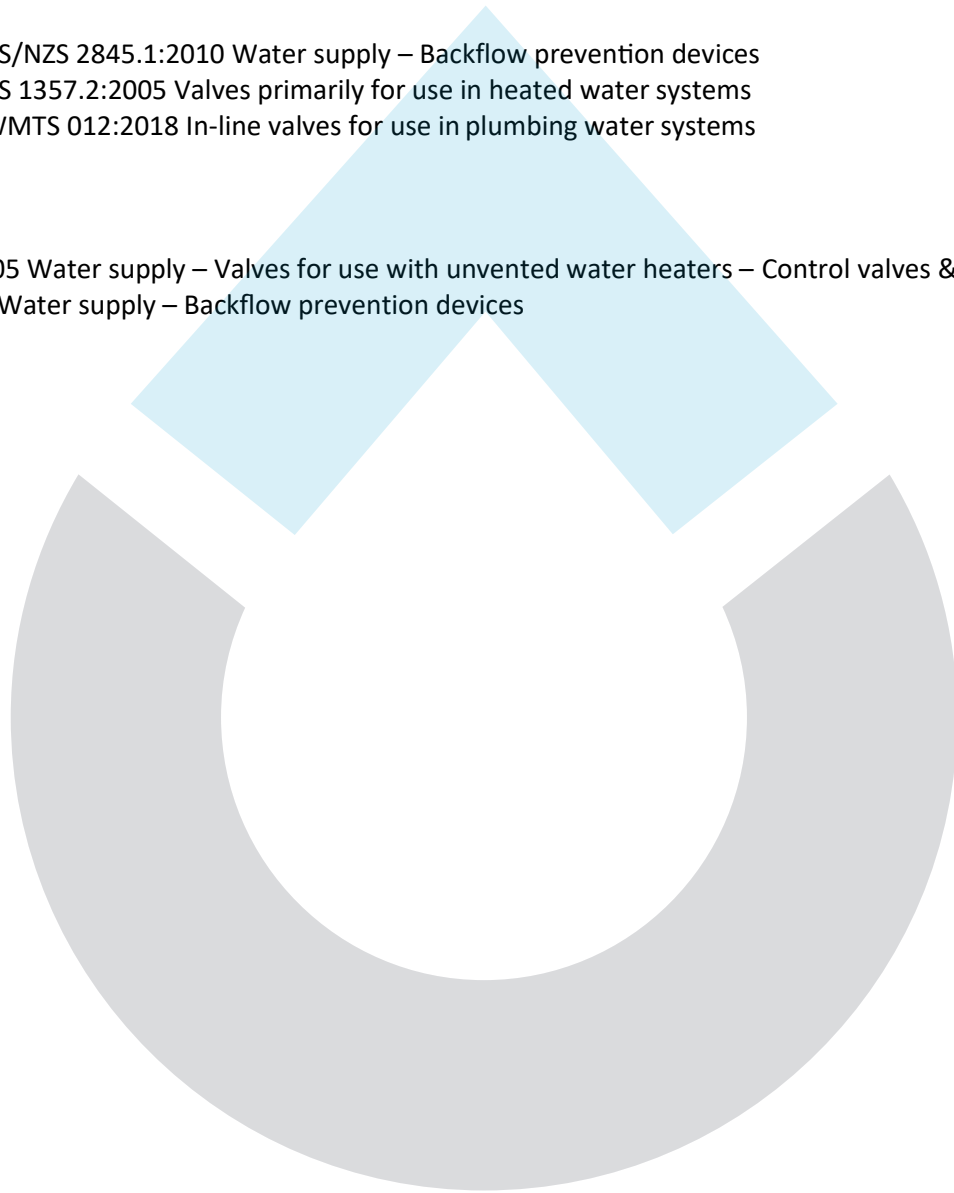 S/NZS 2845.1:2010 Water supply – Backflow prevention devices
S 1357.2:2005 Valves primarily for use in heated water systems
WMTS 012:2018 In-line valves for use in plumbing water systems
05 Water supply – Valves for use with unvented water heaters – Control valves &
Water supply – Backflow prevention devices